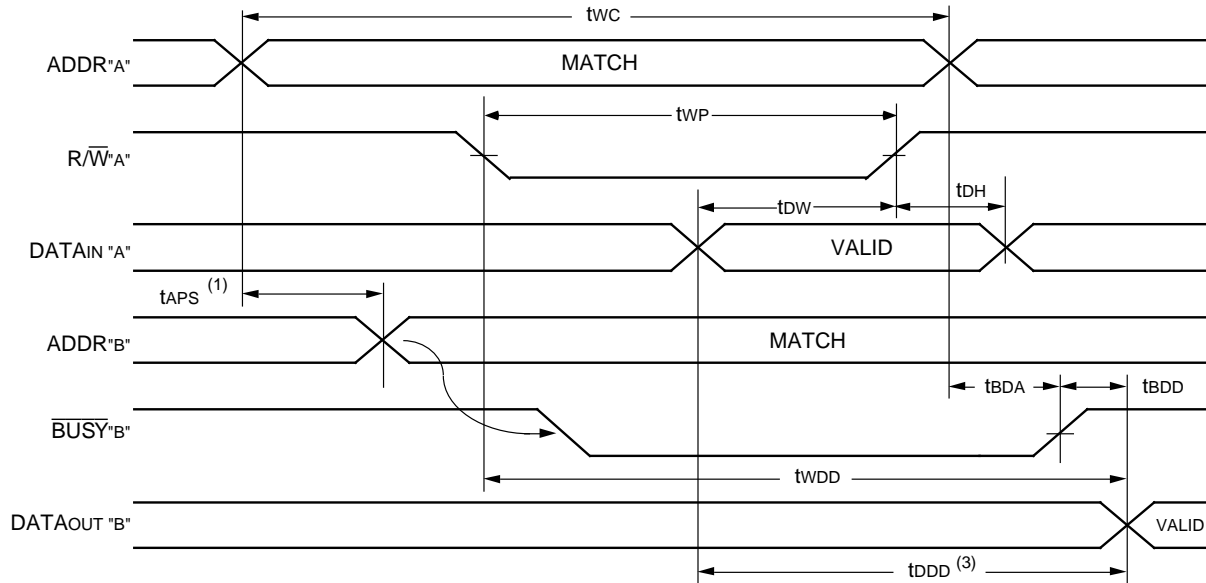 tWC
ADDR"A" MATCH
tWP
R/W̅"A"
tDW tDH
DATAIN "A" VALID
tAPS (1)
ADDR"B" MATCH
tBDA tBDD
B̅U̅S̅Y̅"B"
tWDD
DATAOUT "B" VALID
tDDD (3)